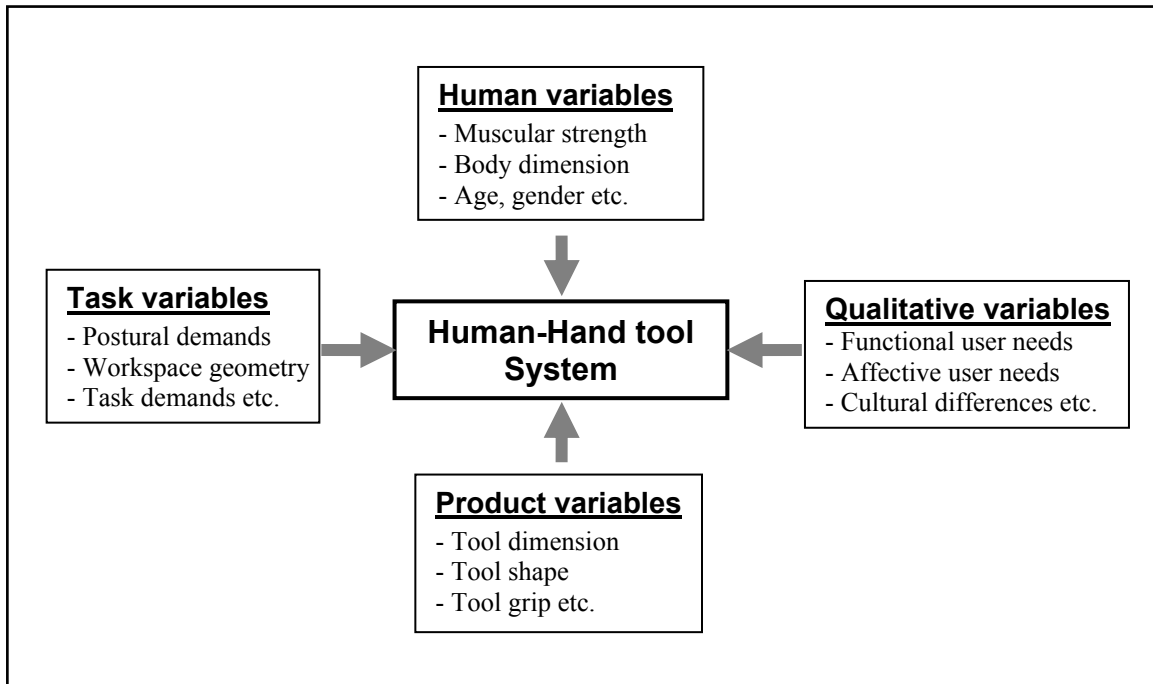 Human variables
- Muscular strength
- Body dimension
- Age, gender etc.
Task variables
- Postural demands
- Workspace geometry
- Task demands etc.
Human-Hand tool
System
Qualitative variables
- Functional user needs
- Affective user needs
- Cultural differences etc.
Product variables
- Tool dimension
- Tool shape
- Tool grip etc.